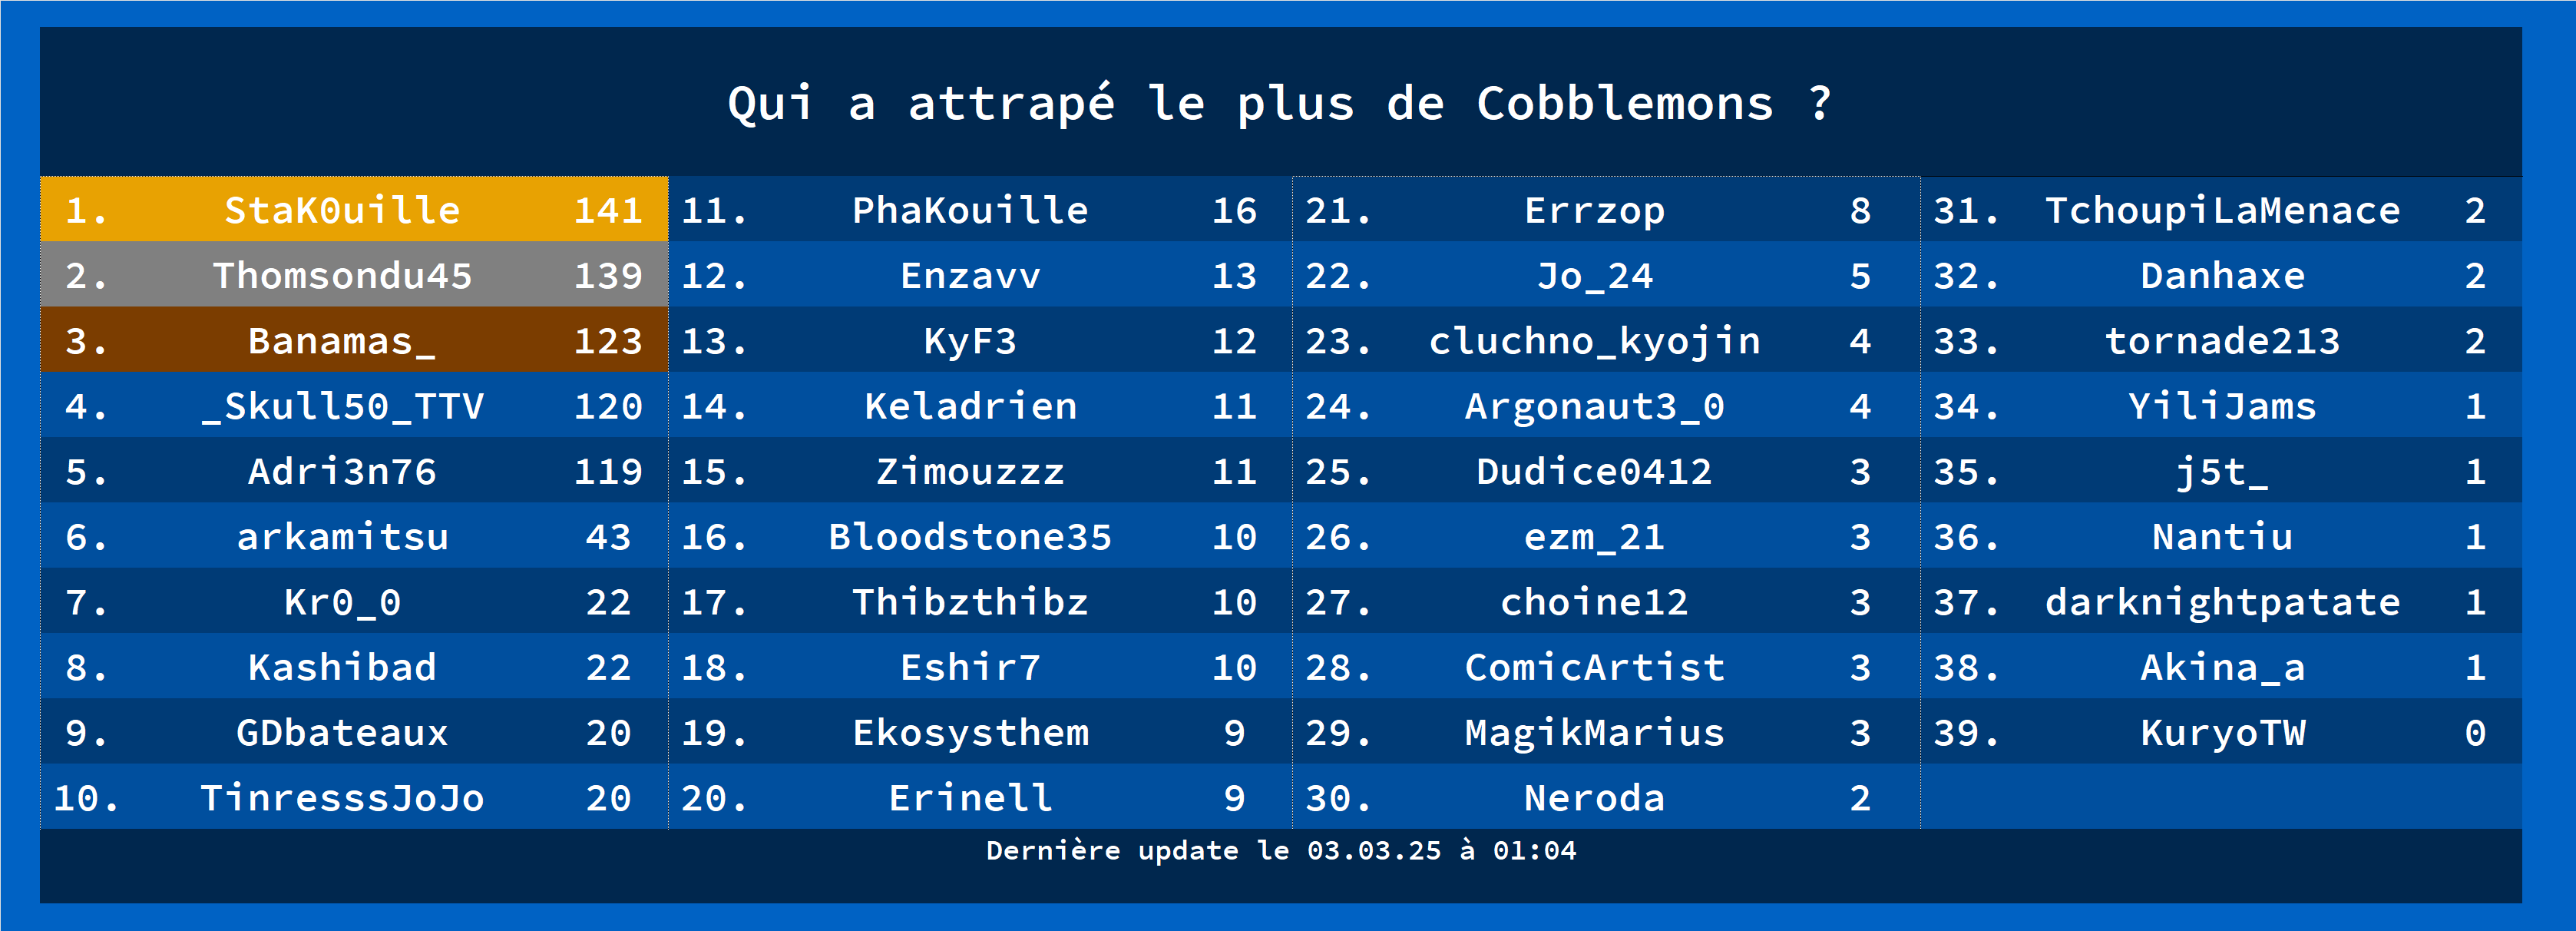 Qui a attrapé le plus de Cobblemons ?
1. StaK0uille 141
2. Thomsondu45 139
3. Banamas_ 123
4. _Skull50_TTV 120
5. Adri3n76 119
6. arkamitsu 43
7. Kr0_0 22
8. Kashibad 22
9. GDbateaux 20
10. TinresssJoJo 20
11. PhaKouille 16
12. Enzavv 13
13. KyF3 12
14. Keladrien 11
15. Zimouzzz 11
16. Bloodstone35 10
17. Thibzthibz 10
18. Eshir7 10
19. Ekosysthem 9
20. Erinell 9
21. Errzop 8
22. Jo_24 5
23. cluchno_kyojin 4
24. Argonaut3_0 4
25. Dudice0412 3
26. ezm_21 3
27. choine12 3
28. ComicArtist 3
29. MagikMarius 3
30. Neroda 2
31. TchoupiLaMenace 2
32. Danhaxe 2
33. tornade213 2
34. YiliJams 1
35. j5t_ 1
36. Nantiu 1
37. darknightpatate 1
38. Akina_a 1
39. KuryoTW 0
Dernière update le 03.03.25 à 01:04